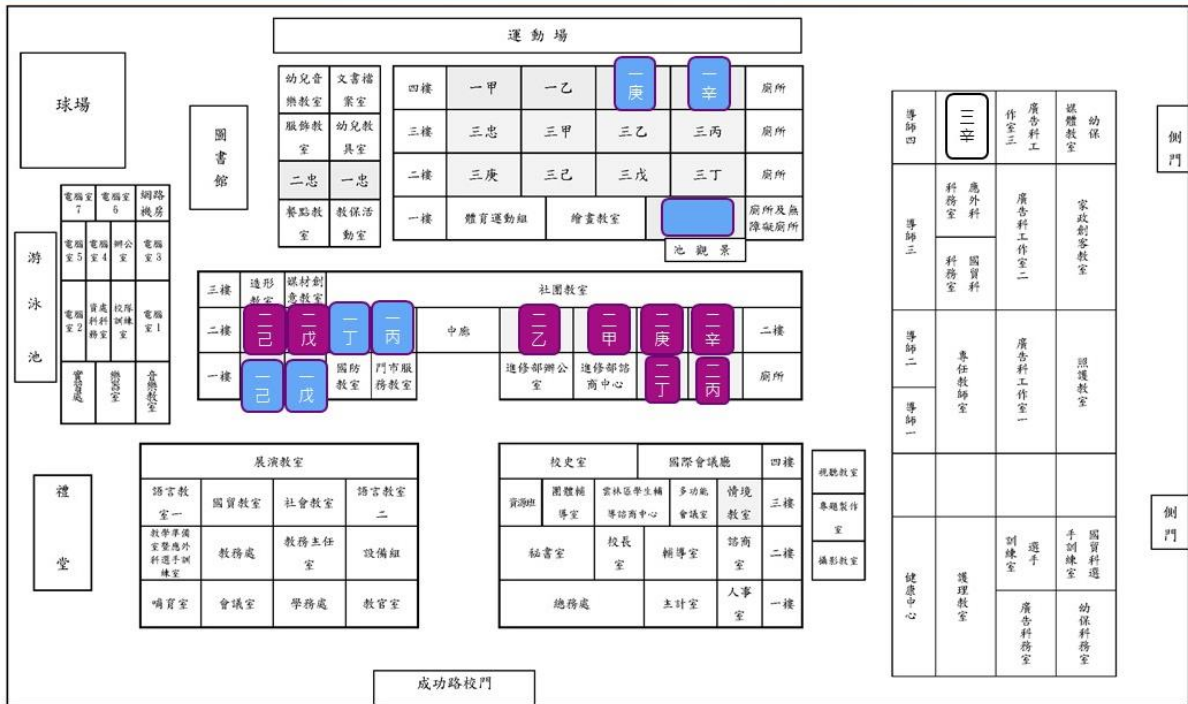 運動場
球場
圖書館
幼兒音樂教室 文書檔案室
服飾教室 幼兒教具室
二忠 一忠
餐點教室 教保活動室
四樓 一甲 一乙 一庚 一辛 廁所
三樓 三忠 三甲 三乙 三丙 廁所
二樓 三庚 三己 三戊 三丁 廁所
一樓 體育運動組 繪畫教室 廁所及無障礙廁所
池觀景
電腦室7 電腦室6 網路機房
電腦室5 電腦室4 辦公室 電腦室3
電腦室2 資處科科務室 校隊訓練室 電腦室1
實習處 樂器室 音樂教室
游泳池
三樓 造形教室 媒材創意教室 社團教室
二樓 二己 二戊 一丁 一丙 中廊 二乙 二甲 二庚 二辛 二樓
一樓 一己 一戊 國防教室 門市服務教室 進修部辦公室 進修部諮商中心 二丁 二丙 廁所
導師四 三辛 廣告科工作室三 幼保媒體教室
導師三 應外科科務室 國貿科科務室 廣告科工作室二 家政創客教室
導師二 導師一 專任教師室 廣告科工作室一 照護教室
健康中心 護理教室 選手訓練室 國貿科選手訓練室
廣告科務室 幼保科務室
側門
側門
禮堂
展演教室
語言教室一 國貿教室 社會教室 語言教室二
教學準備室暨應外科選手訓練室 教務處 教務主任室 設備組
哺育室 會議室 學務處 教官室
校史室 國際會議廳 四樓
資源班 團體輔導室 雲林區學生輔導諮商中心 多功能會議室 情境教室 三樓
秘書室 校長室 輔導室 諮商室 二樓
總務處 主計室 人事室 一樓
視聽教室
專題製作室
攝影教室
成功路校門